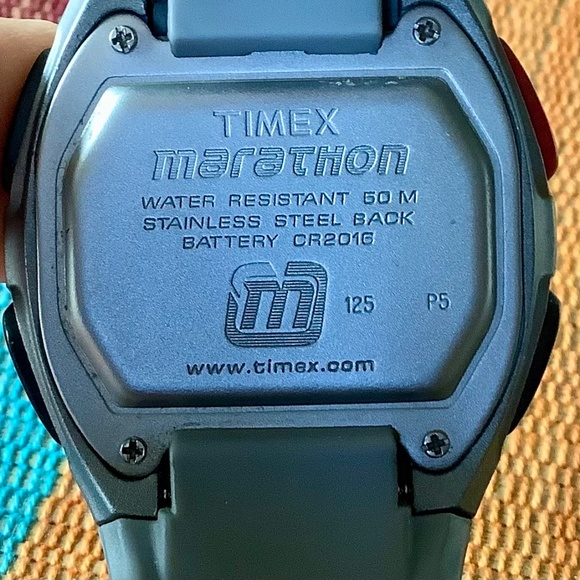 TIMEX
marathon
WATER RESISTANT 50 M
STAINLESS STEEL BACK
BATTERY CR2016
m 125 P5
www.timex.com